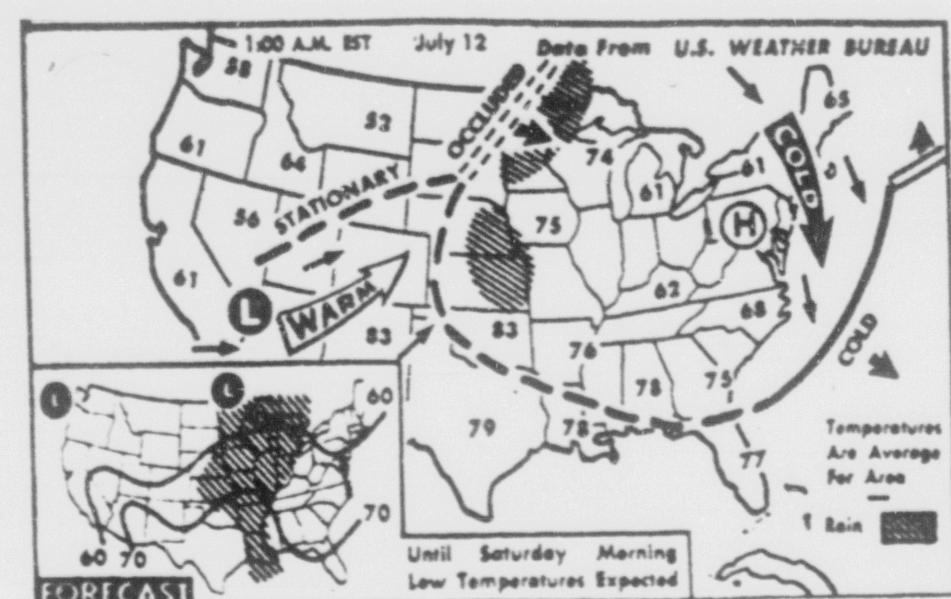 1:00 A.M. EST July 12 Data From U.S. WEATHER BUREAU
58
65
OCCLUDED
COLD
52
61
64
74
61
61
STATIONARY
56
75
H
61
L
WARM
62
68
83
83
76
COLD
78
75
79
78
77
Temperatures
Are Average
For Area
Rain
L
L
60
60 70
70
FORECAST
Until Saturday Morning
Low Temperatures Expected